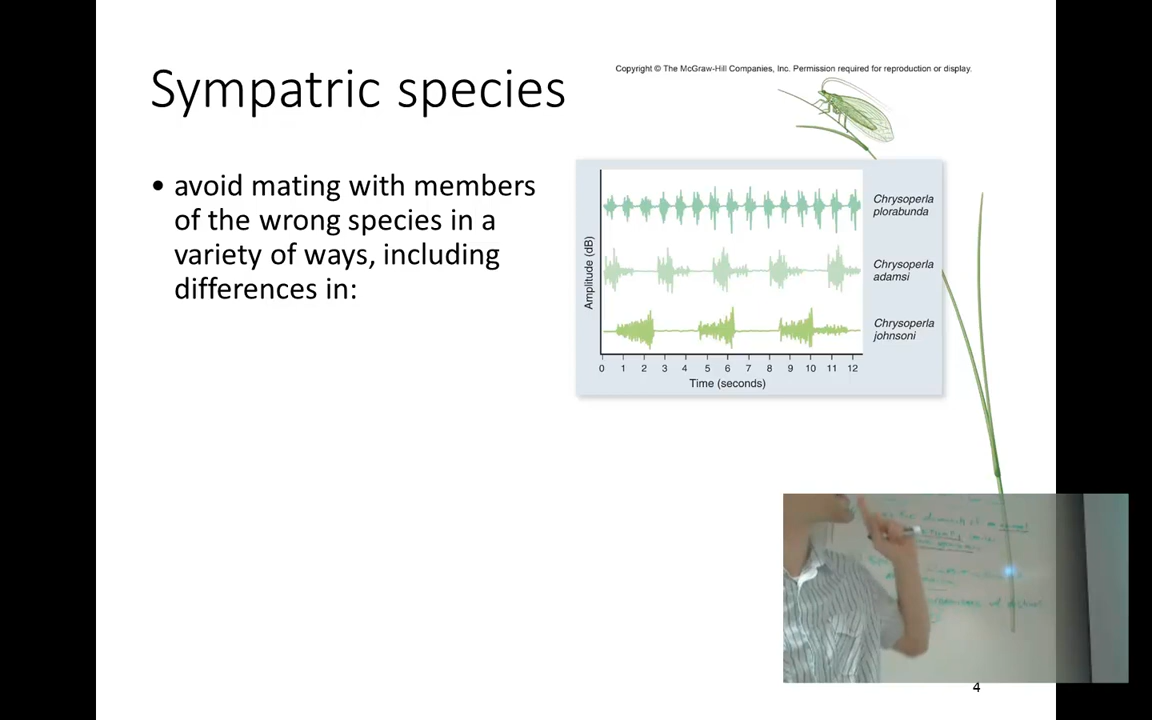 Sympatric species
Copyright © The McGraw-Hill Companies, Inc. Permission required for reproduction or display.
• avoid mating with members
of the wrong species in a
variety of ways, including
differences in:
Amplitude (dB)
Chrysoperla
plorabunda
Chrysoperla
adamsi
Chrysoperla
johnsoni
0 1 2 3 4 5 6 7 8 9 10 11 12
Time (seconds)
4